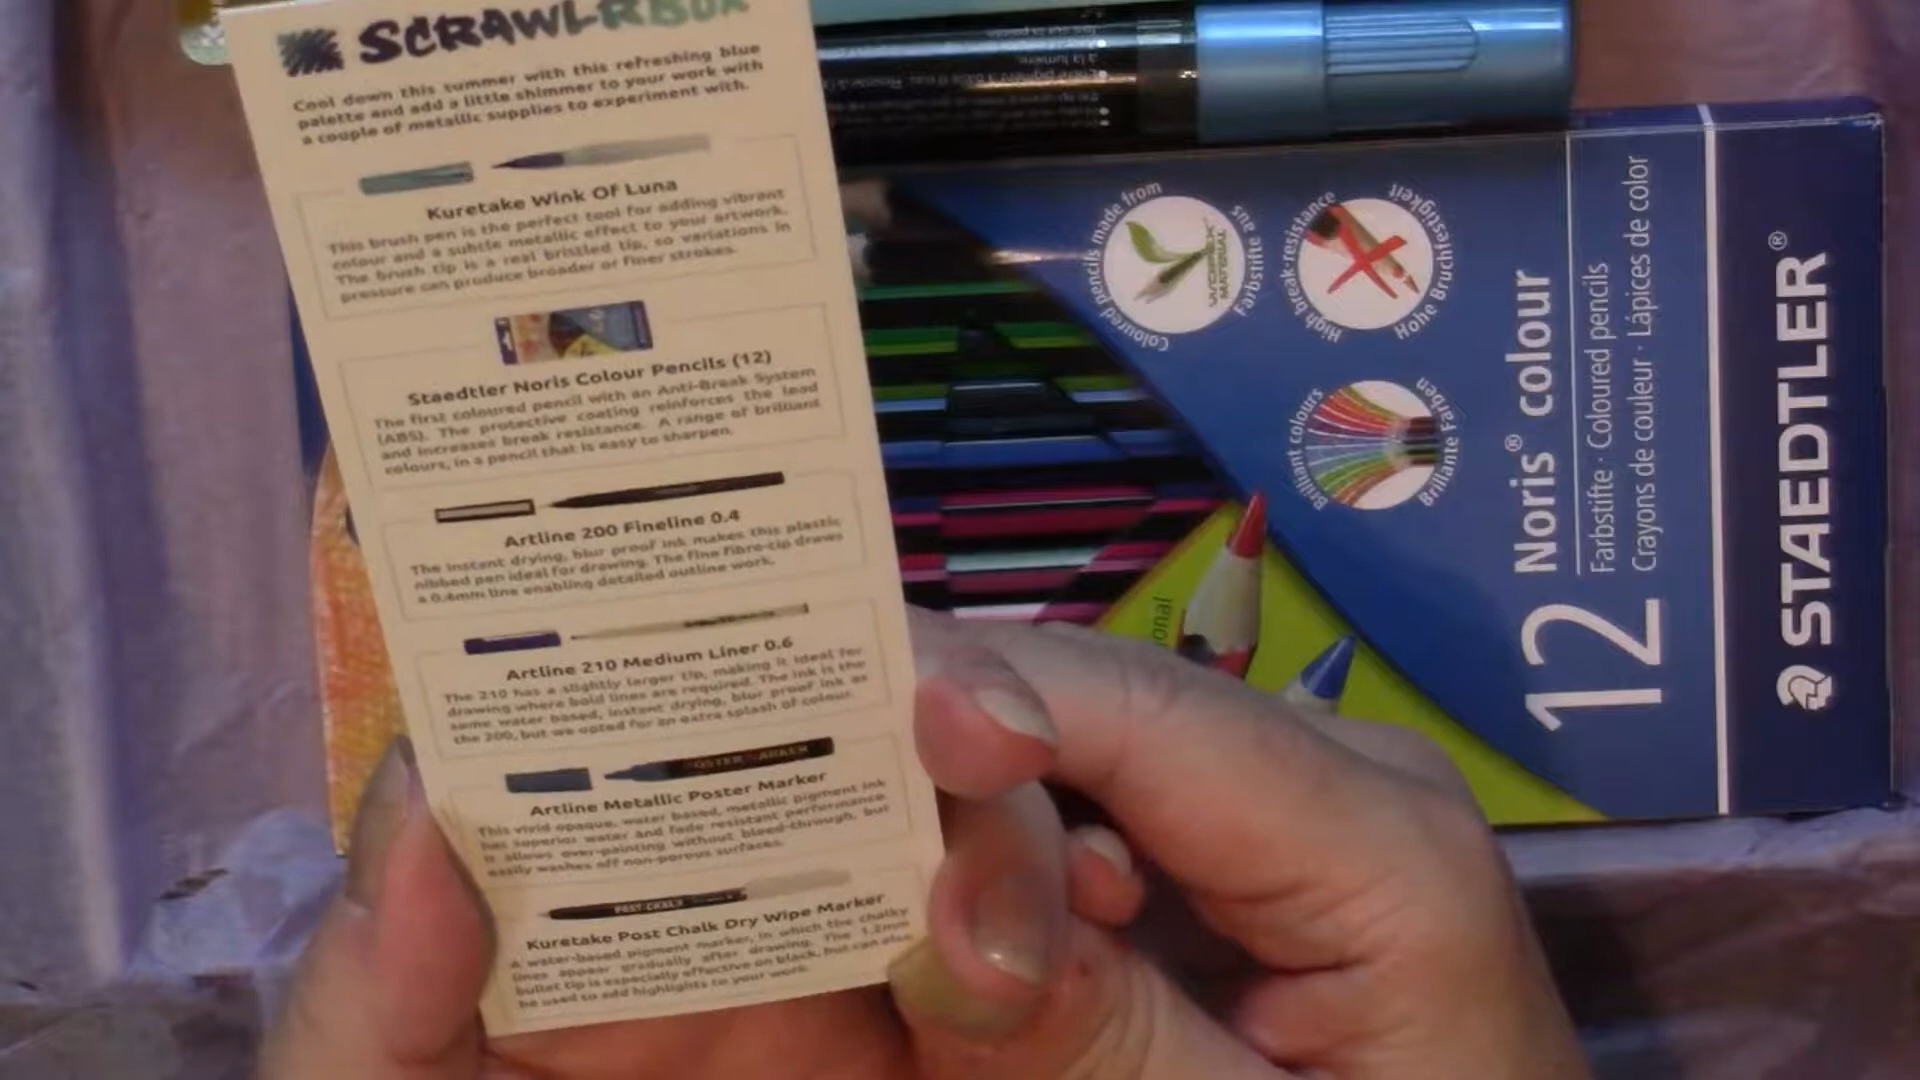 SCRAWLRBOX
Cool down this summer with this refreshing blue
palette and add a little shimmer to your work with
a couple of metallic supplies to experiment with.
Kuretake Wink Of Luna
This brush pen is the perfect tool for adding vibrant
colour and a subtle metallic effect to your artwork.
The brush tip is a real bristled tip, so variations in
pressure can produce broader or finer strokes.
Staedtler Noris Colour Pencils (12)
The first coloured pencil with an Anti-Break System
(ABS). The protective coating reinforces the lead
and increases break resistance. A range of brilliant
colours, in a pencil that is easy to sharpen.
Artline 200 Fineline 0.4
The instant drying, blur proof ink makes this plastic
nibbed pen ideal for drawing. The fine fibre-tip draws
a 0.4mm line enabling detailed outline work.
Artline 210 Medium Liner 0.6
The 210 has a slightly larger tip, making it ideal for
drawing where bold lines are required. The ink is the
same water based, instant drying, blur proof ink as
the 200, but we opted for an extra splash of colour.
POSTER MARKER
Artline Metallic Poster Marker
This vivid opaque, water based, metallic pigment ink
has superior water and fade resistant performance.
It allows over-painting without bleed-through, but
easily washes off non-porous surfaces.
POST CHALK
Kuretake Post Chalk Dry Wipe Marker
A water-based pigment marker, in which the chalky
lines appear gradually after drawing. The 1.2mm
bullet tip is especially effective on black, but can also
be used to add highlights to your work.
à la lumière.
Coloured pencils made from
Farbstifte aus
WOPEX
MATERIAL
High break-resistance
Hohe Bruchfestigkeit
Brilliant colours
Brillante Farben
onal
12 Noris® colour
Farbstifte · Coloured pencils
Crayons de couleur · Lápices de color
STAEDTLER®